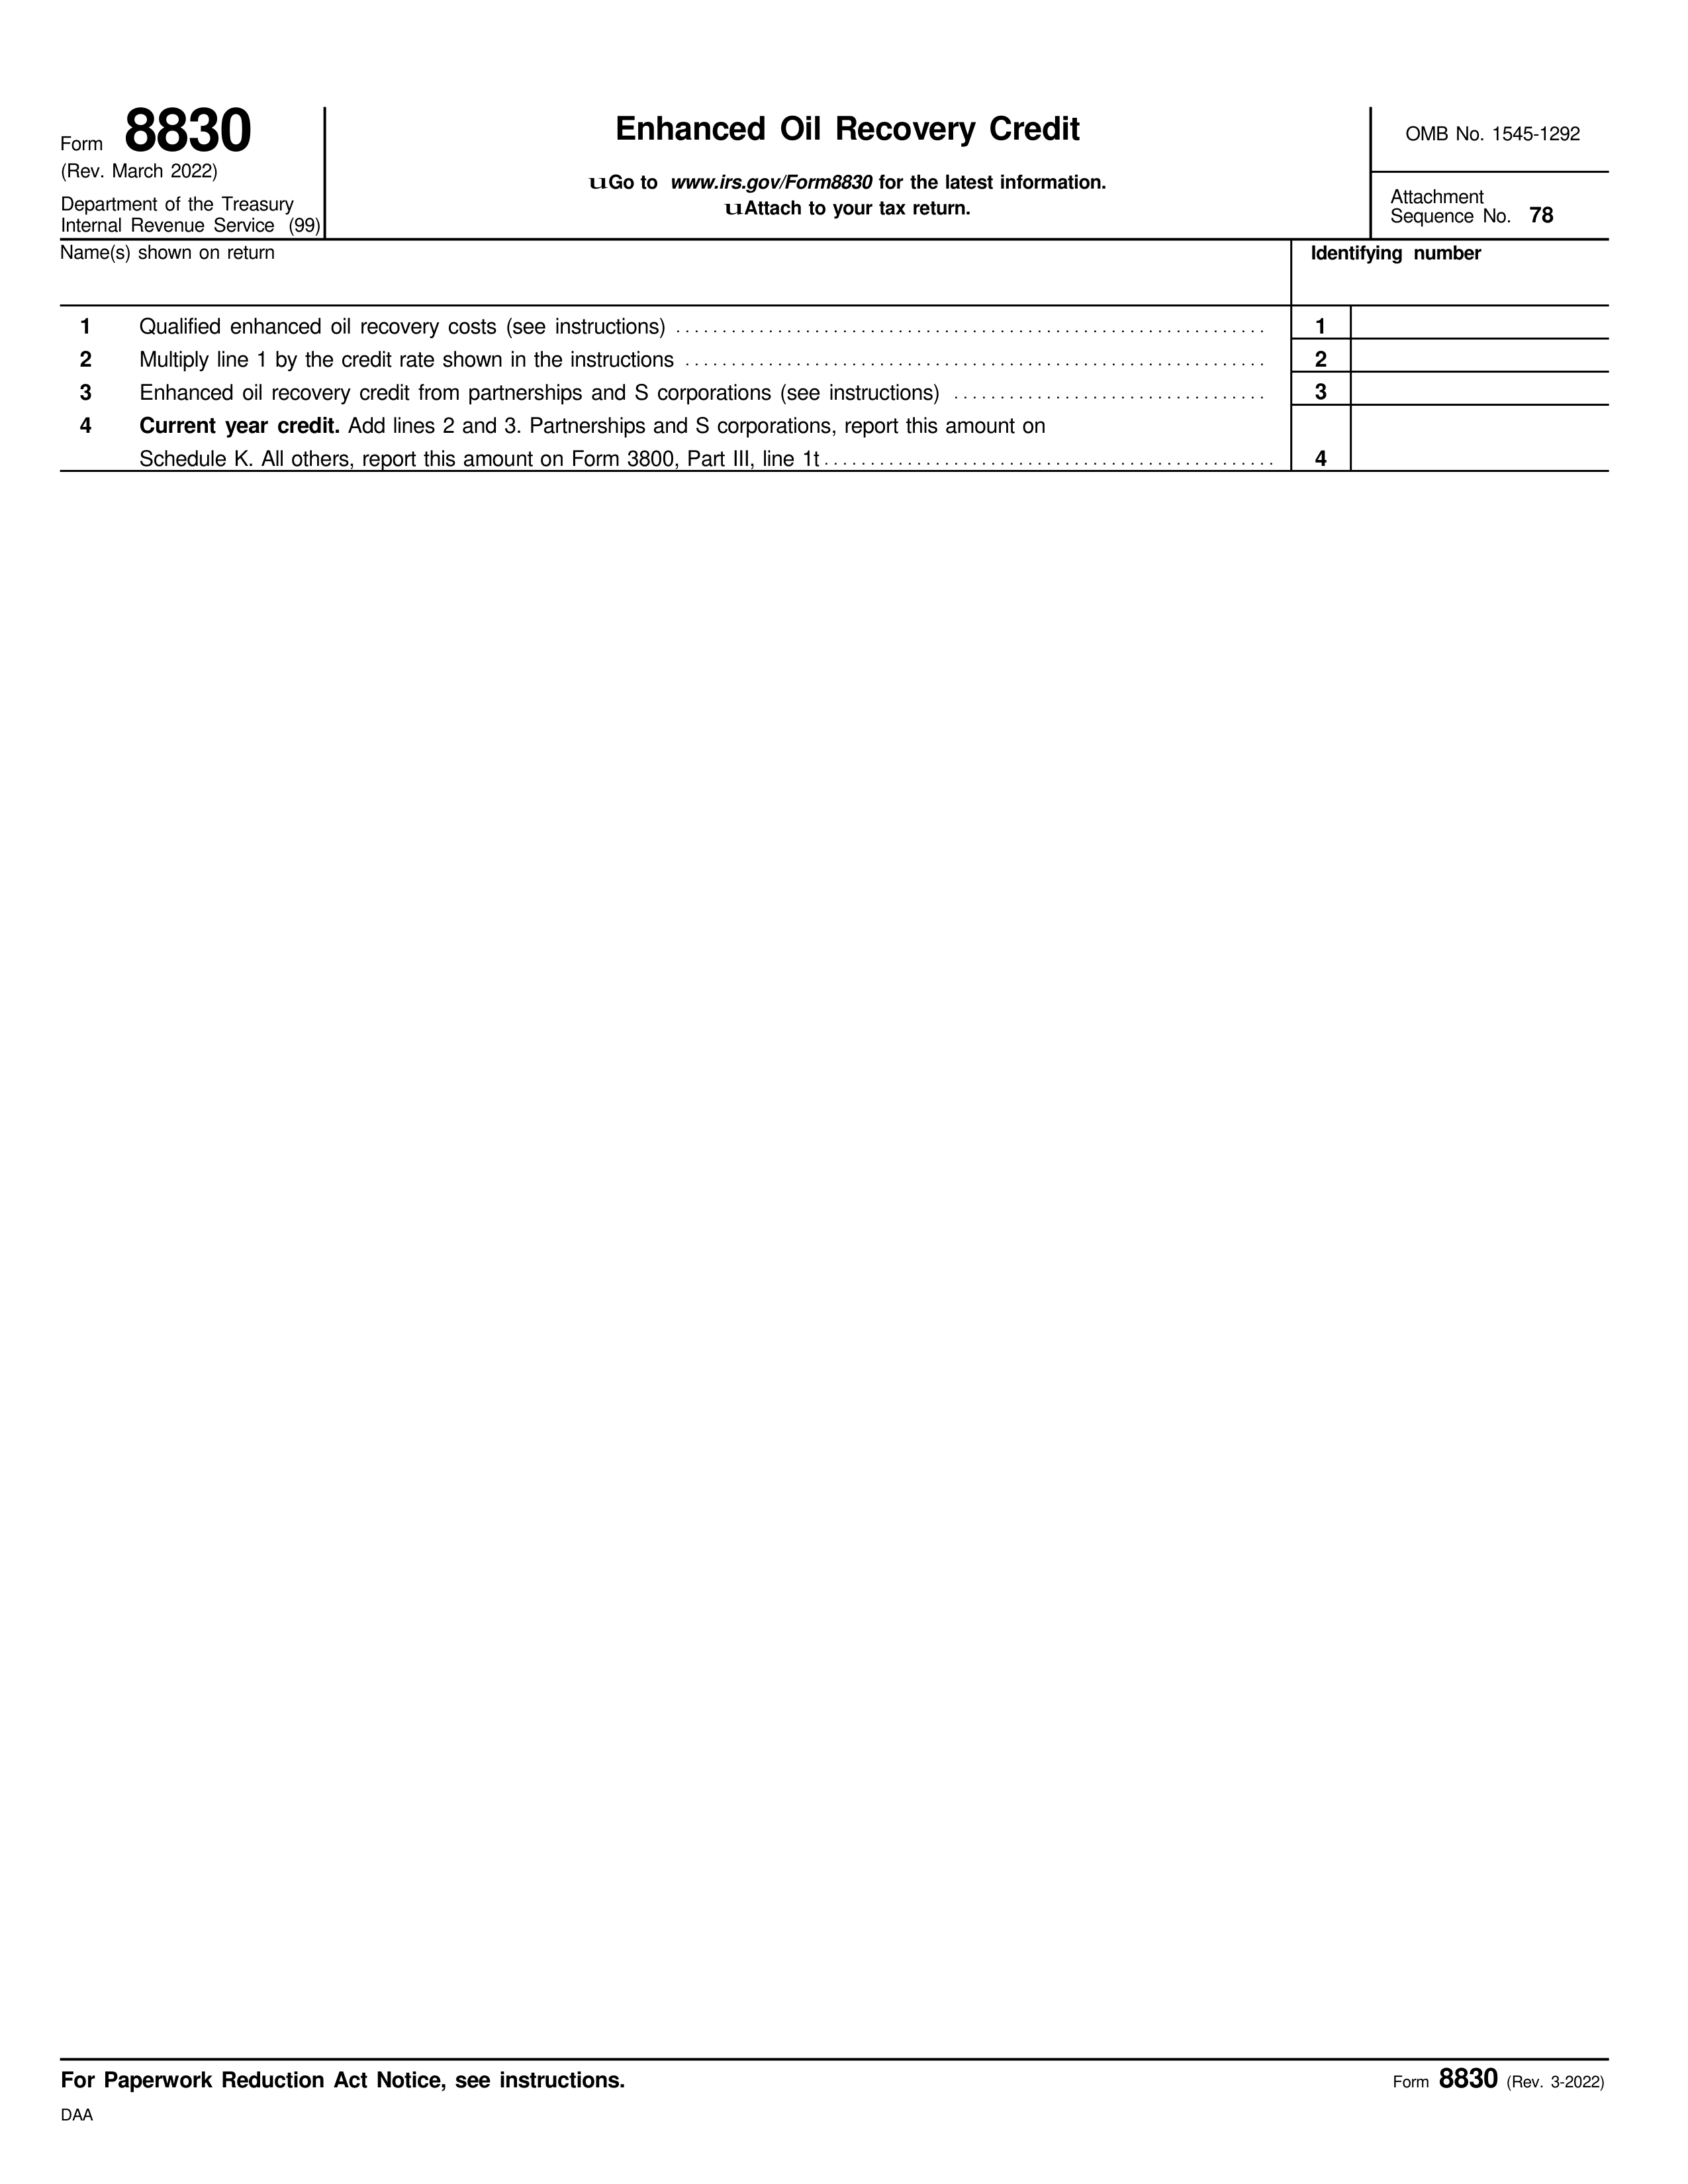 Form 8830
(Rev. March 2022)
Department of the Treasury
Internal Revenue Service (99)
Enhanced Oil Recovery Credit
uGo to www.irs.gov/Form8830 for the latest information.
uAttach to your tax return.
OMB No. 1545-1292
Attachment
Sequence No. 78
Name(s) shown on return
Identifying number
1 Qualified enhanced oil recovery costs (see instructions) 1
2 Multiply line 1 by the credit rate shown in the instructions 2
3 Enhanced oil recovery credit from partnerships and S corporations (see instructions) 3
4 Current year credit. Add lines 2 and 3. Partnerships and S corporations, report this amount on
Schedule K. All others, report this amount on Form 3800, Part III, line 1t 4
For Paperwork Reduction Act Notice, see instructions.
Form 8830 (Rev. 3-2022)
DAA